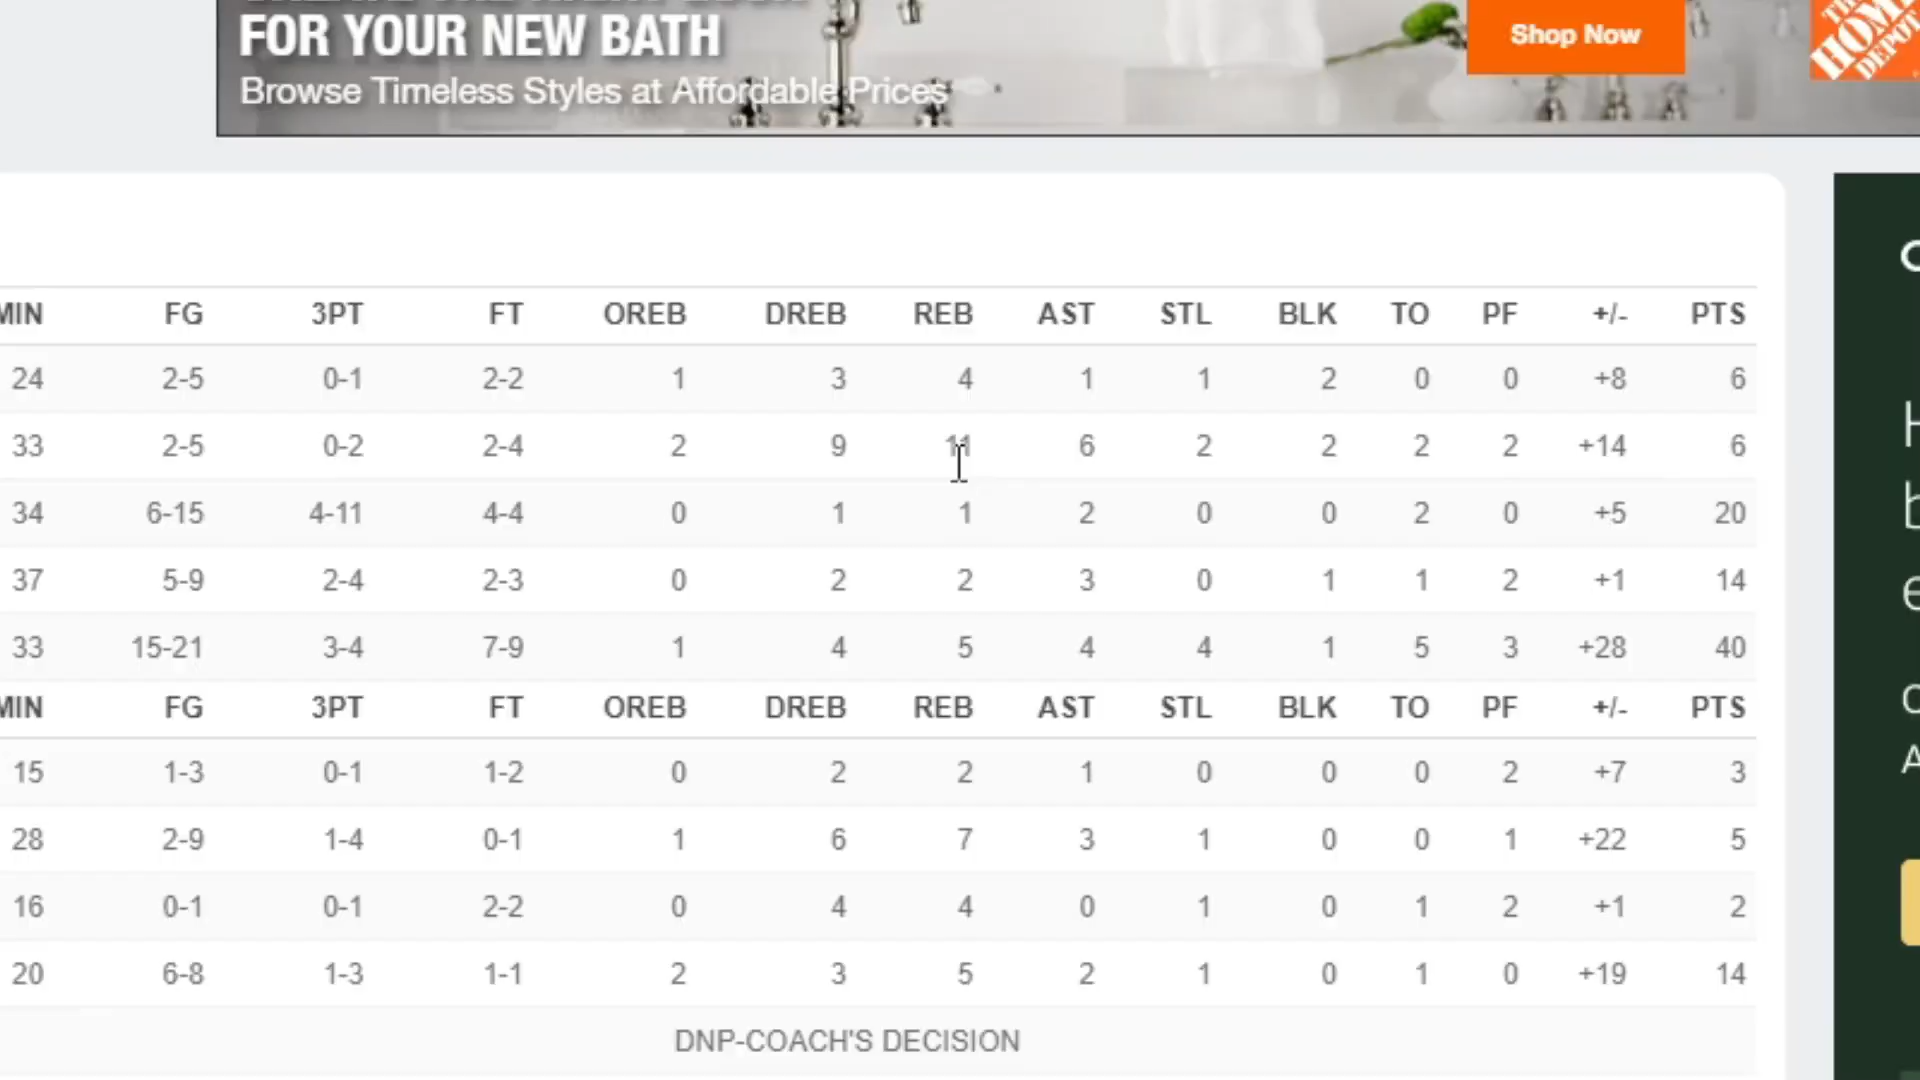 FOR YOUR NEW BATH
Browse Timeless Styles at Affordable Prices
Shop Now
THE HOME DEPOT
MIN FG 3PT FT OREB DREB REB AST STL BLK TO PF +/- PTS
24 2-5 0-1 2-2 1 3 4 1 1 2 0 0 +8 6
33 2-5 0-2 2-4 2 9 11 6 2 2 2 2 +14 6
34 6-15 4-11 4-4 0 1 1 2 0 0 2 0 +5 20
37 5-9 2-4 2-3 0 2 2 3 0 1 1 2 +1 14
33 15-21 3-4 7-9 1 4 5 4 4 1 5 3 +28 40
MIN FG 3PT FT OREB DREB REB AST STL BLK TO PF +/- PTS
15 1-3 0-1 1-2 0 2 2 1 0 0 0 2 +7 3
28 2-9 1-4 0-1 1 6 7 3 1 0 0 1 +22 5
16 0-1 0-1 2-2 0 4 4 0 1 0 1 2 +1 2
20 6-8 1-3 1-1 2 3 5 2 1 0 1 0 +19 14
DNP-COACH'S DECISION